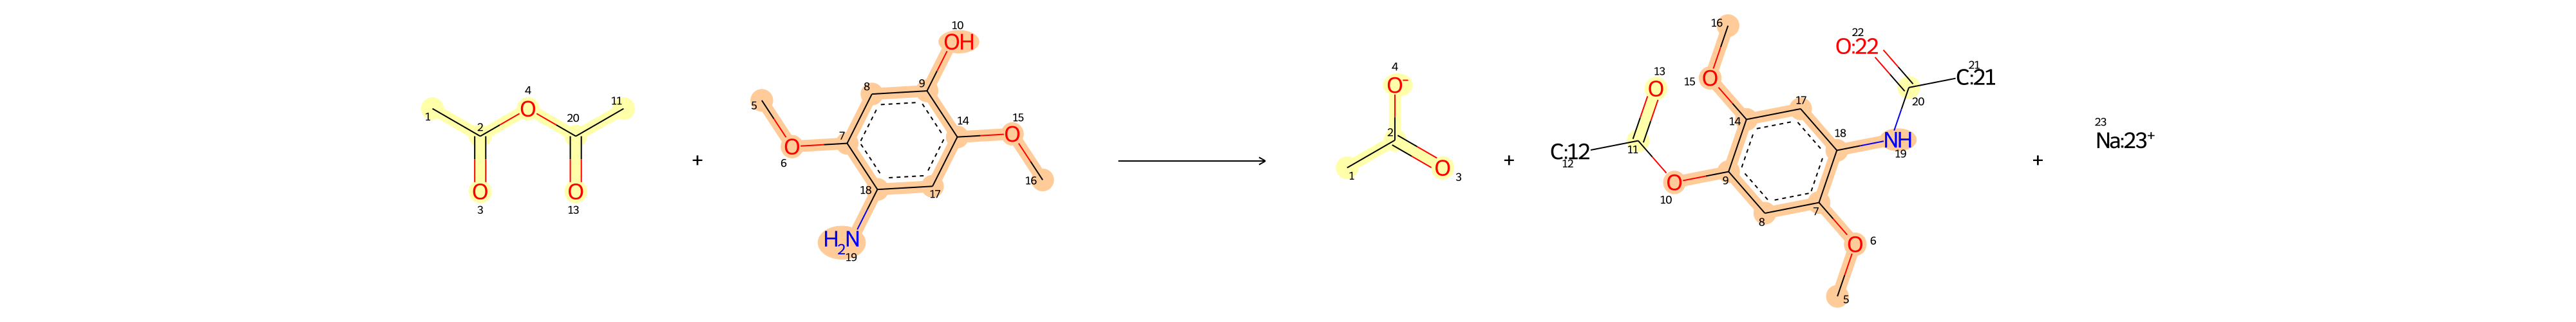 1 2 O 3 4 O 20 O 13 11
+
5 O 6 7 8 9 OH 10 14 O 15 16 17 18 H2N 19
1 2 O- 4 O 3
+
C:12 12 11 O 13 O 10 9 14 O 15 16 17 18 NH 19 20 O:22 22 C:21 21 8 7 O 6 5
+
Na:23+ 23